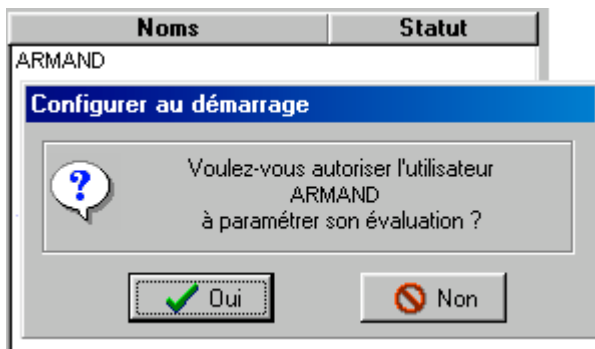 Noms Statut
ARMAND
Configurer au démarrage
Voulez-vous autoriser l'utilisateur
ARMAND
à paramétrer son évaluation ?
Oui Non